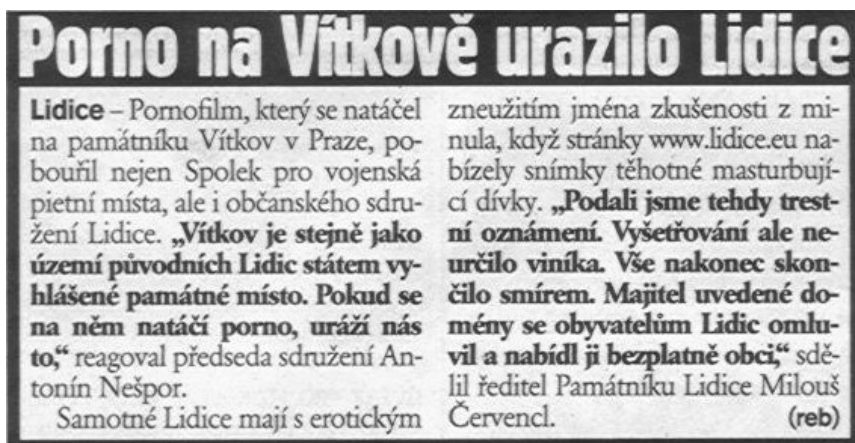 Porno na Vítkově urazilo Lidice
Lidice – Pornofilm, který se natáčel
na památníku Vítkov v Praze, po-
bouřil nejen Spolek pro vojenská
pietní místa, ale i občanského sdru-
žení Lidice. „Vítkov je stejně jako
území původních Lidic státem vy-
hlášené památné místo. Pokud se
na něm natáčí porno, uráží nás
to,“ reagoval předseda sdružení An-
tonín Nešpor.
Samotné Lidice mají s erotickým
zneužitím jména zkušenosti z mi-
nula, když stránky www.lidice.eu na-
bízely snímky těhotné masturbují-
cí dívky. „Podali jsme tehdy trest-
ní oznámení. Vyšetřování ale ne-
určilo viníka. Vše nakonec skon-
čilo smírem. Majitel uvedené do-
mény se obyvatelům Lidic omlu-
vil a nabídl ji bezplatně obci,“ sdě-
lil ředitel Památníku Lidice Milouš
Červencl. (reb)